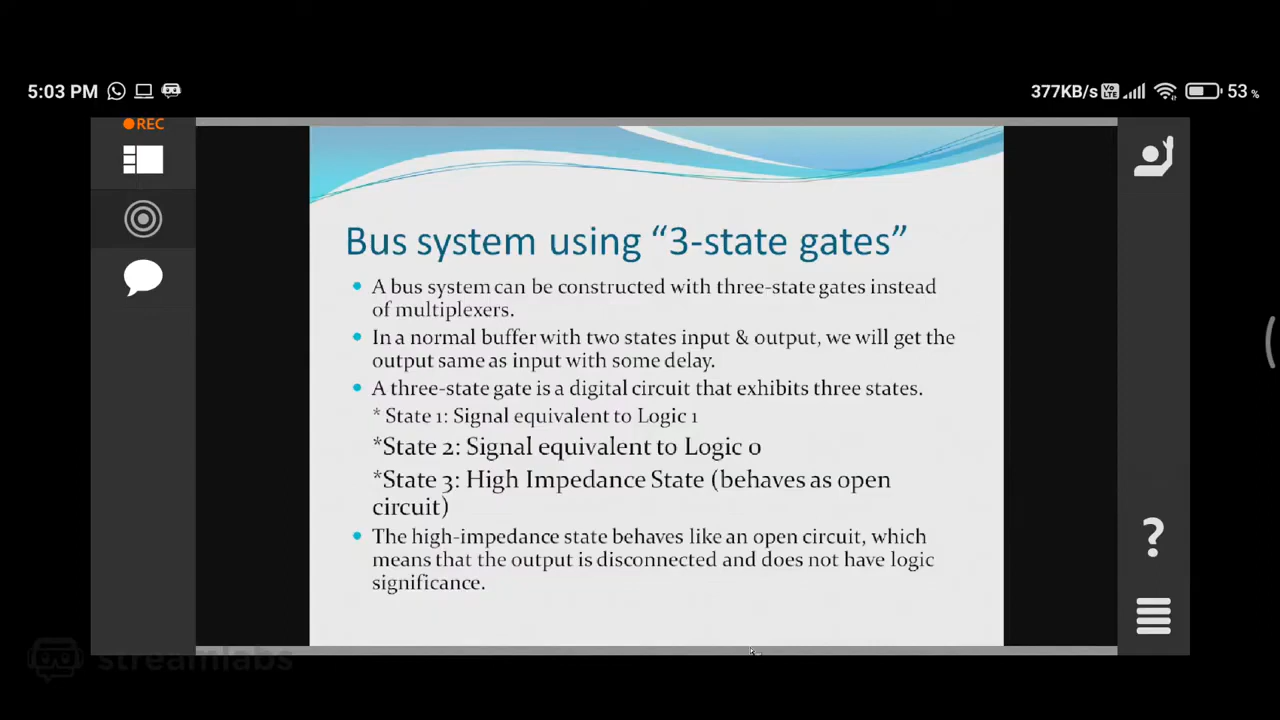 5:03 PM
377KB/s Vo LTE 53 %
REC
Bus system using “3-state gates”
A bus system can be constructed with three-state gates instead
of multiplexers.
In a normal buffer with two states input & output, we will get the
output same as input with some delay.
A three-state gate is a digital circuit that exhibits three states.
* State 1: Signal equivalent to Logic 1
*State 2: Signal equivalent to Logic 0
*State 3: High Impedance State (behaves as open
circuit)
The high-impedance state behaves like an open circuit, which
means that the output is disconnected and does not have logic
significance.
?
streamlabs